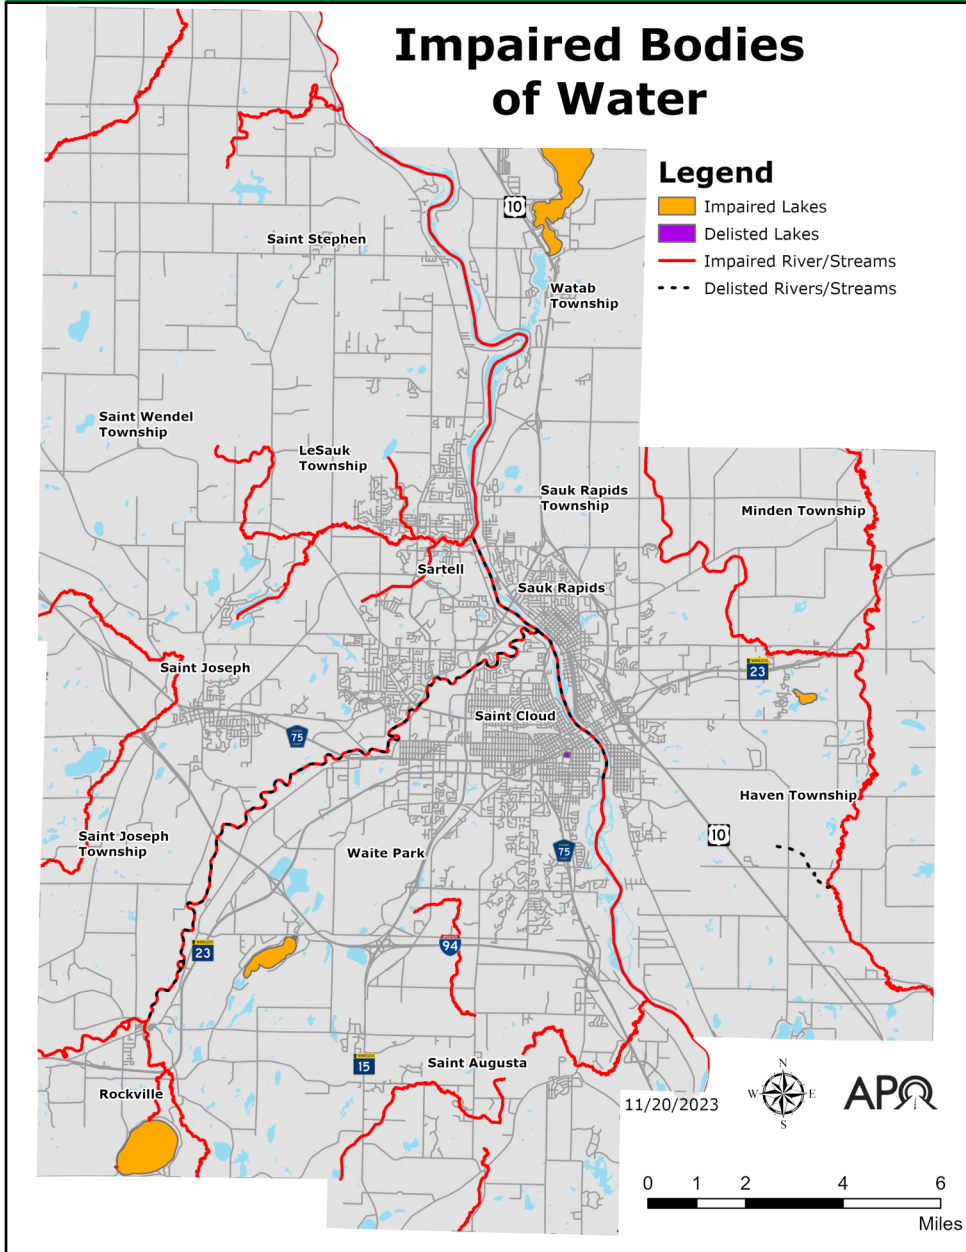 Impaired Bodies
of Water
Legend
Impaired Lakes
Delisted Lakes
Impaired River/Streams
Delisted Rivers/Streams
10
Saint Stephen
Watab
Township
Saint Wendel
Township
LeSauk
Township
Sauk Rapids
Township
Minden Township
Sartell
Sauk Rapids
Saint Joseph
23
Saint Cloud
75
Haven Township
10
Saint Joseph
Township
Waite Park
75
94
23
Saint Augusta
15
Rockville
11/20/2023
N
W
E
S
APO
0
1
2
4
6
Miles